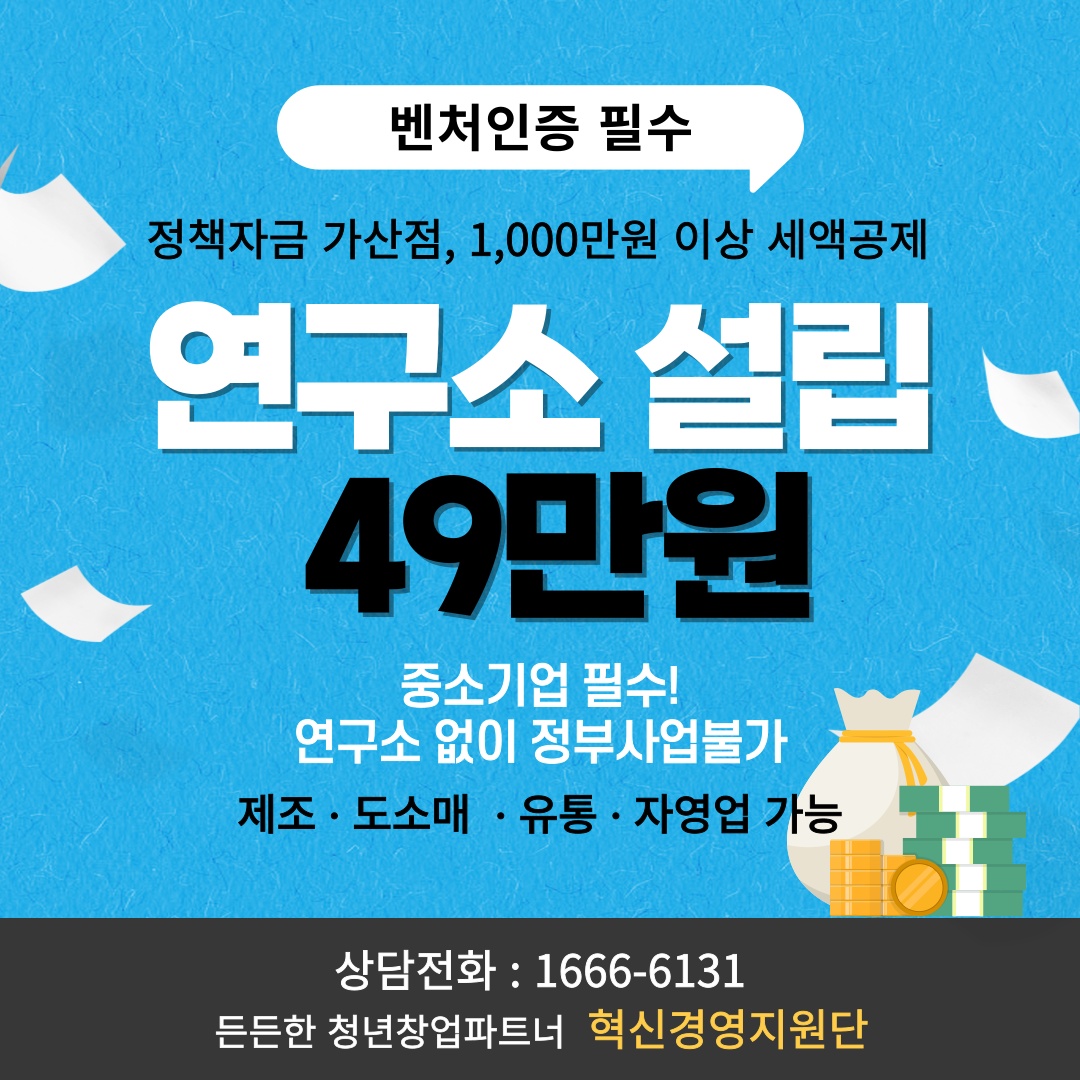 벤처인증 필수
정책자금 가산점, 1,000만원 이상 세액공제
연구소 설립
49만원
중소기업 필수!
연구소 없이 정부사업불가
제조 · 도소매 · 유통 · 자영업 가능
상담전화 : 1666-6131
든든한 청년창업파트너 혁신경영지원단